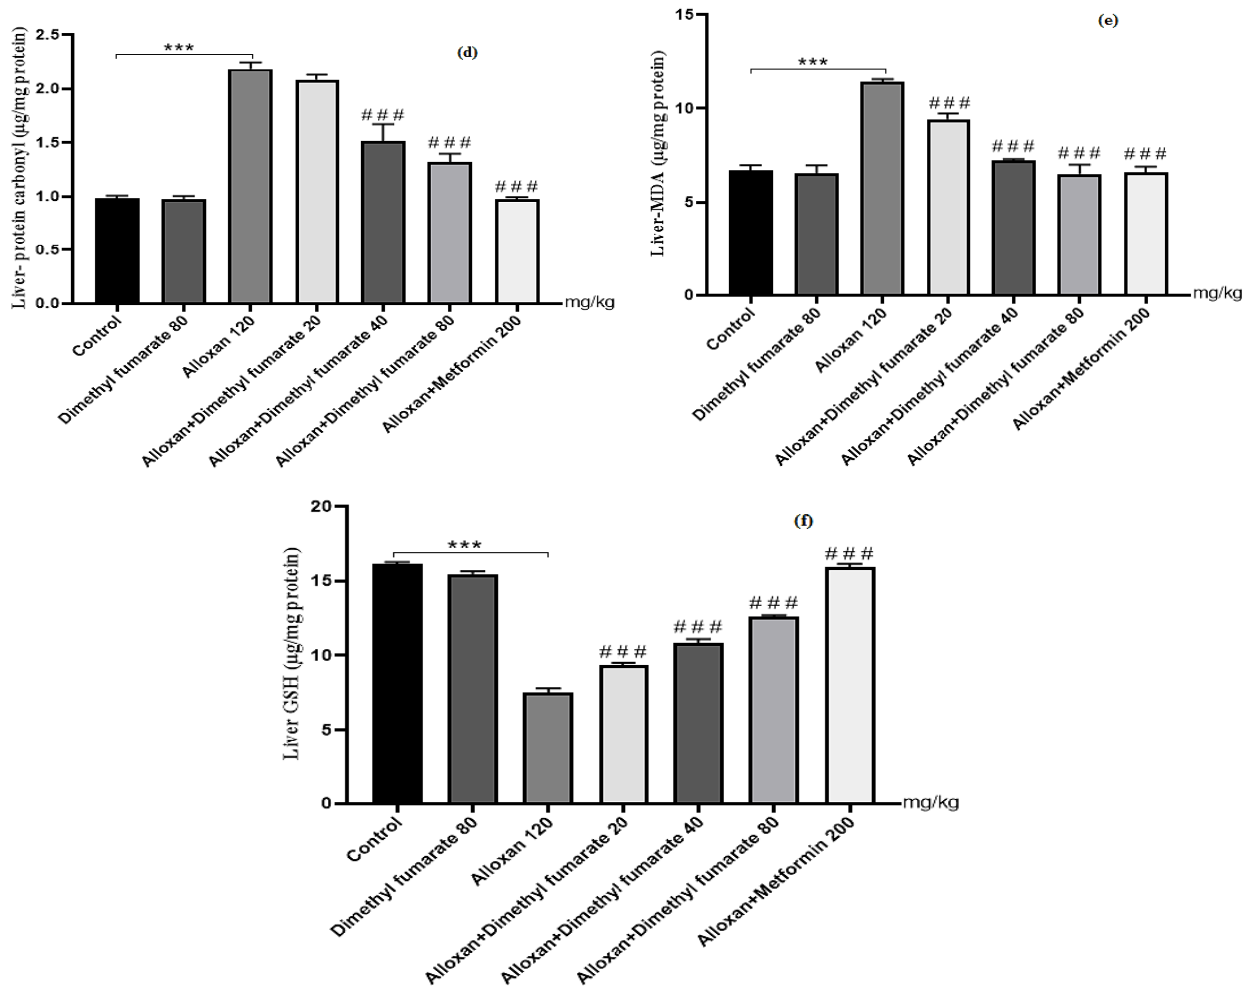 (d)
Liver- protein carbonyl (µg/mg protein)
2.5
2.0
1.5
1.0
0.5
0.0
***
# # #
# # #
# # #
mg/kg
Control
Dimethyl fumarate 80
Alloxan 120
Alloxan+Dimethyl fumarate 20
Alloxan+Dimethyl fumarate 40
Alloxan+Dimethyl fumarate 80
Alloxan+Metformin 200
(e)
Liver-MDA (µg/mg protein)
15
10
5
0
***
# # #
# # #
# # #
# # #
mg/kg
Control
Dimethyl fumarate 80
Alloxan 120
Alloxan+Dimethyl fumarate 20
Alloxan+Dimethyl fumarate 40
Alloxan+Dimethyl fumarate 80
Alloxan+Metformin 200
(f)
Liver GSH (µg/mg protein)
20
15
10
5
0
***
# # #
# # #
# # #
# # #
mg/kg
Control
Dimethyl fumarate 80
Alloxan 120
Alloxan+Dimethyl fumarate 20
Alloxan+Dimethyl fumarate 40
Alloxan+Dimethyl fumarate 80
Alloxan+Metformin 200